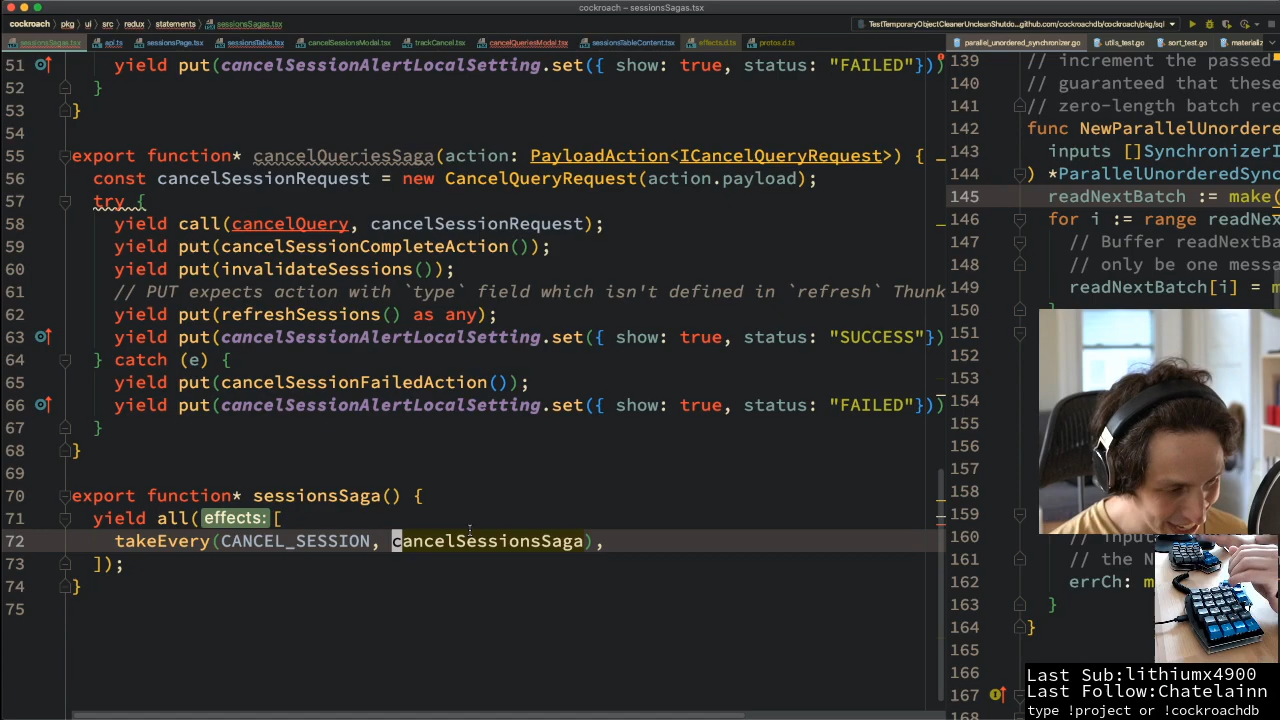 cockroach – sessionsSagas.tsx
cockroach › pkg › ui › src › redux › statements › sessionsSagas.tsx
TestTemporaryObjectCleanerUncleanShutdo...github.com/cockroachdb/cockroach/pkg/sql
sessionsSagas.tsx api.ts sessionsPage.tsx sessionsTable.tsx cancelSessionsModal.tsx trackCancel.ts cancelQueriesModal.tsx sessionsTableContent.tsx effects.d.ts protos.d.ts
51 yield put(cancelSessionAlertLocalSetting.set({ show: true, status: "FAILED"}))
52 }
53 }
54
55 export function* cancelQueriesSaga(action: PayloadAction<ICancelQueryRequest>) {
56 const cancelSessionRequest = new CancelQueryRequest(action.payload);
57 try {
58 yield call(cancelQuery, cancelSessionRequest);
59 yield put(cancelSessionCompleteAction());
60 yield put(invalidateSessions());
61 // PUT expects action with `type` field which isn't defined in `refresh` Thunk
62 yield put(refreshSessions() as any);
63 yield put(cancelSessionAlertLocalSetting.set({ show: true, status: "SUCCESS"})
64 } catch (e) {
65 yield put(cancelSessionFailedAction());
66 yield put(cancelSessionAlertLocalSetting.set({ show: true, status: "FAILED"}))
67 }
68 }
69
70 export function* sessionsSaga() {
71 yield all( effects: [
72 takeEvery(CANCEL_SESSION, cancelSessionsSaga),
73 ]);
74 }
75
parallel_unordered_synchronizer.go utils_test.go sort_test.go
139 // increment the passed
140 // guaranteed that these
141 // zero-length batch rec
142 func NewParallelUnordere
143 inputs []SynchronizerI
144 ) *ParallelUnorderedSync
145 readNextBatch := make(
146 for i := range readNex
147 // Buffer readNextBa
148 // only be one messa
149 readNextBatch[i] = m
150 }
151
152
153
154
155
156
157
158
159
160 // inpu
161 // the N
162 errCh: m
163 }
164 }
165
166
167
168
Last Sub:lithiumx4900
Last Follow:Chatelainn
type !project or !cockroachdb